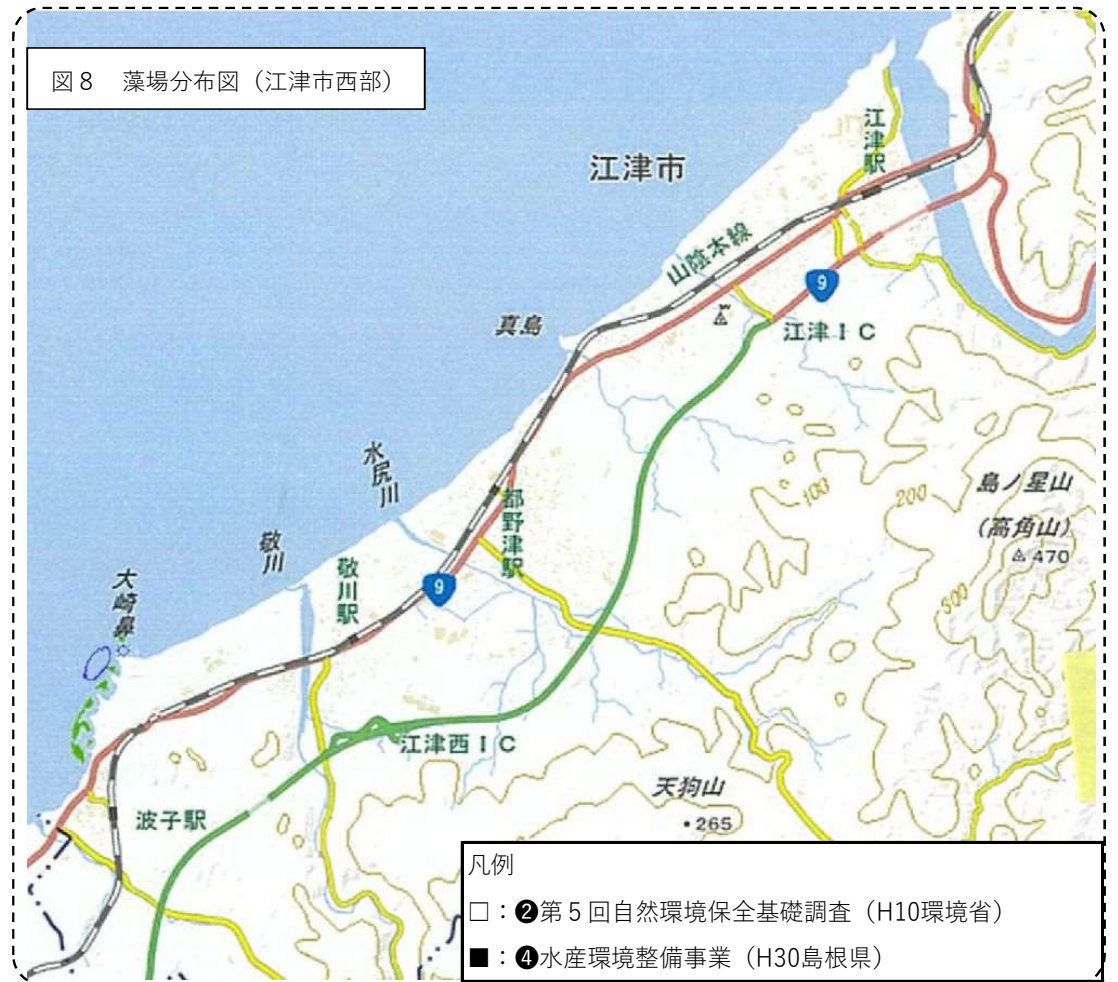 図８　藻場分布図（江津市西部）
江津駅
江津市
山陰本線
9
真島
江津ＩＣ
水尻川
100
200
島ノ星山
(高角山)
470
都野津駅
敬川
敬川駅
9
300
大崎鼻
江津西ＩＣ
天狗山
・265
波子駅
凡例
□：❷第５回自然環境保全基礎調査（H10環境省）
■：❹水産環境整備事業（H30島根県）